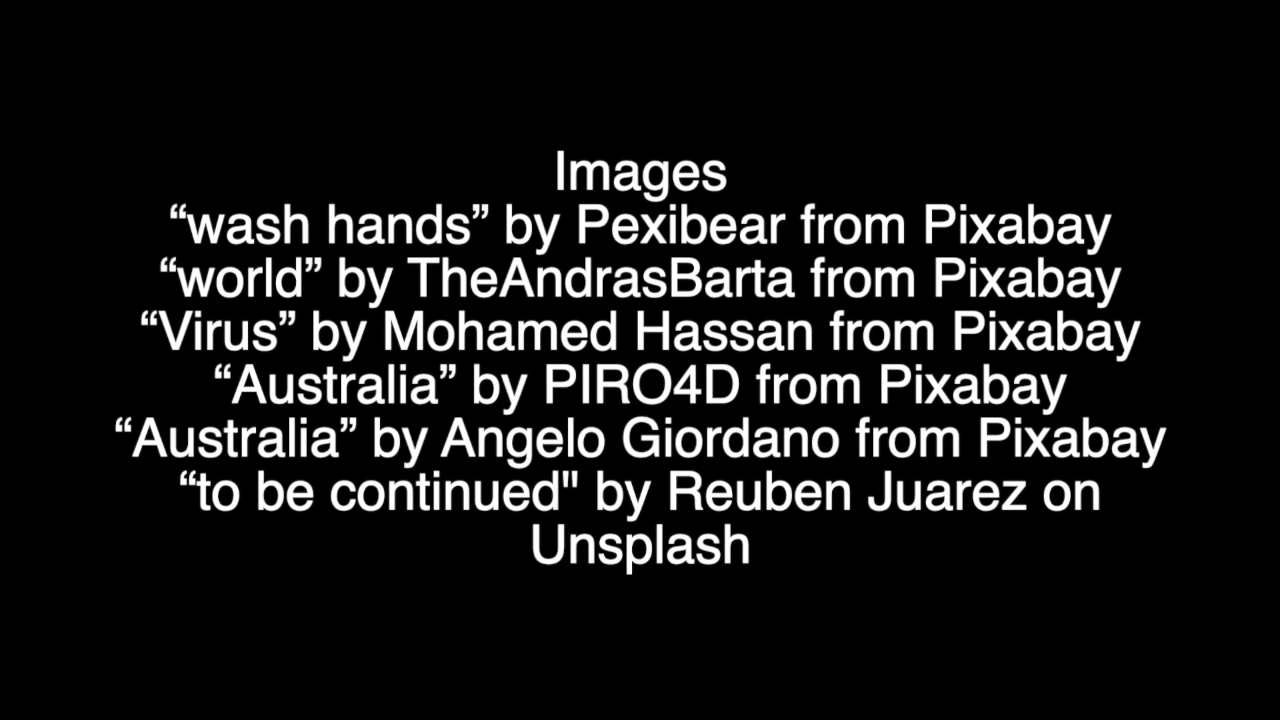 Images
“wash hands” by Pexibear from Pixabay
“world” by TheAndrasBarta from Pixabay
“Virus” by Mohamed Hassan from Pixabay
“Australia” by PIRO4D from Pixabay
“Australia” by Angelo Giordano from Pixabay
“to be continued" by Reuben Juarez on
Unsplash